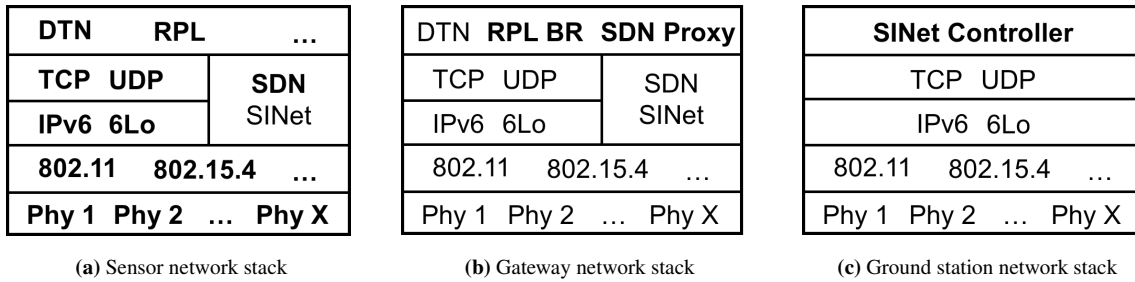 DTN RPL ...
TCP UDP
SDN
SINet
IPv6 6Lo
802.11 802.15.4 ...
Phy 1 Phy 2 ... Phy X
(a) Sensor network stack
DTN RPL BR SDN Proxy
TCP UDP
SDN
SINet
IPv6 6Lo
802.11 802.15.4 ...
Phy 1 Phy 2 ... Phy X
(b) Gateway network stack
SINet Controller
TCP UDP
IPv6 6Lo
802.11 802.15.4 ...
Phy 1 Phy 2 ... Phy X
(c) Ground station network stack